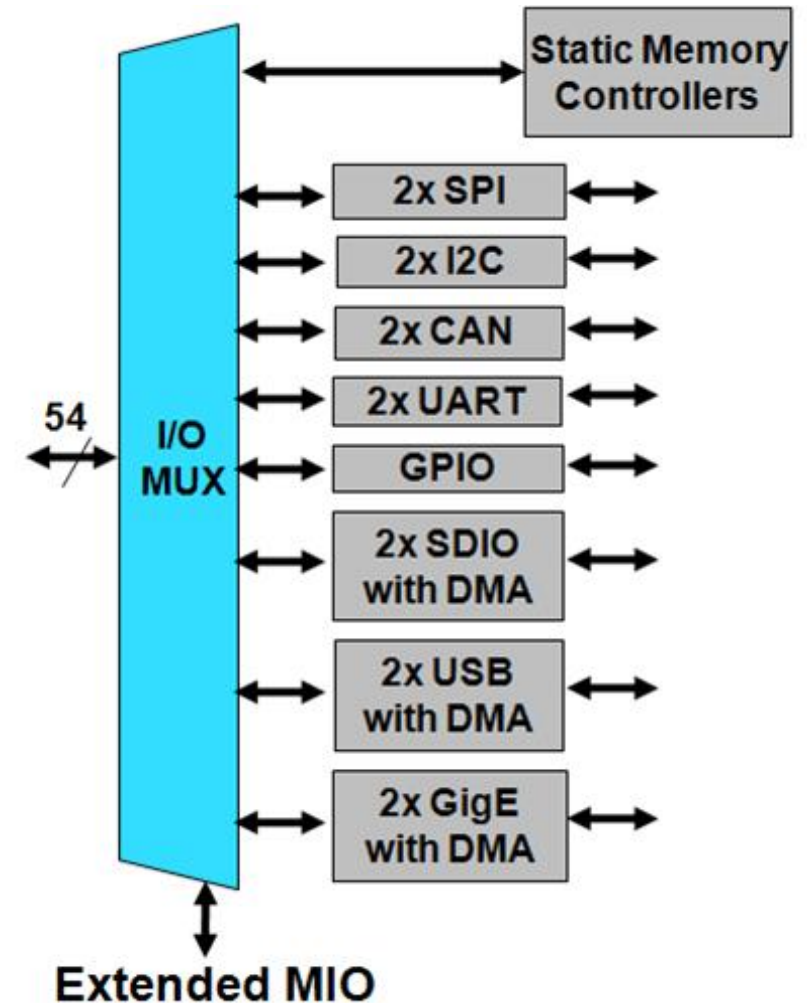 Static Memory
Controllers
2x SPI
2x I2C
2x CAN
2x UART
54
I/O
MUX
GPIO
2x SDIO
with DMA
2x USB
with DMA
2x GigE
with DMA
Extended MIO